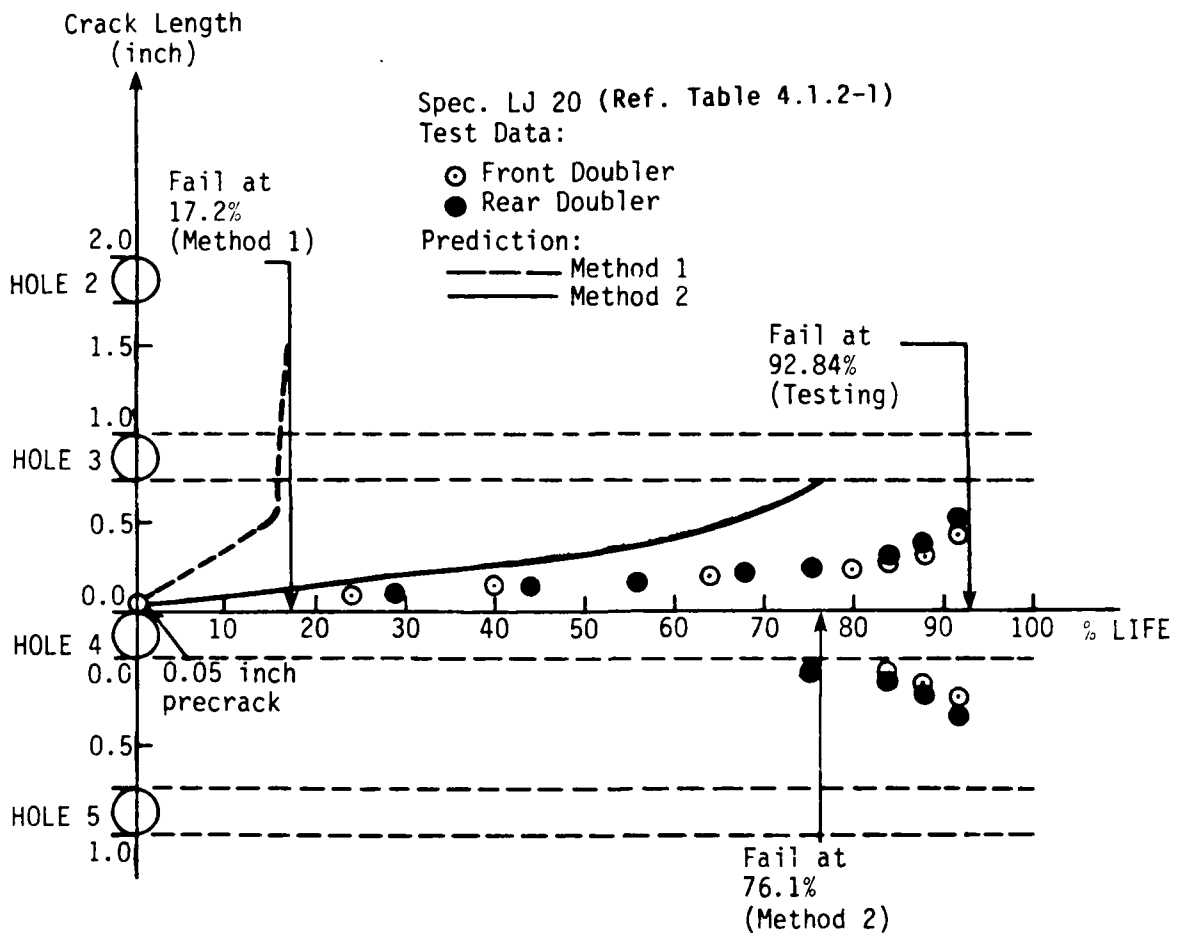 Crack Length
(inch)
Spec. LJ 20 (Ref. Table 4.1.2-1)
Test Data:
Front Doubler
Rear Doubler
Prediction:
Method 1
Method 2
Fail at
17.2%
(Method 1)
Fail at
92.84%
(Testing)
2.0
HOLE 2
1.5
1.0
HOLE 3
0.5
0.0
10 20 30 40 50 60 70 80 90 100 % LIFE
HOLE 4
0.0
0.05 inch
precrack
0.5
HOLE 5
1.0
Fail at
76.1%
(Method 2)